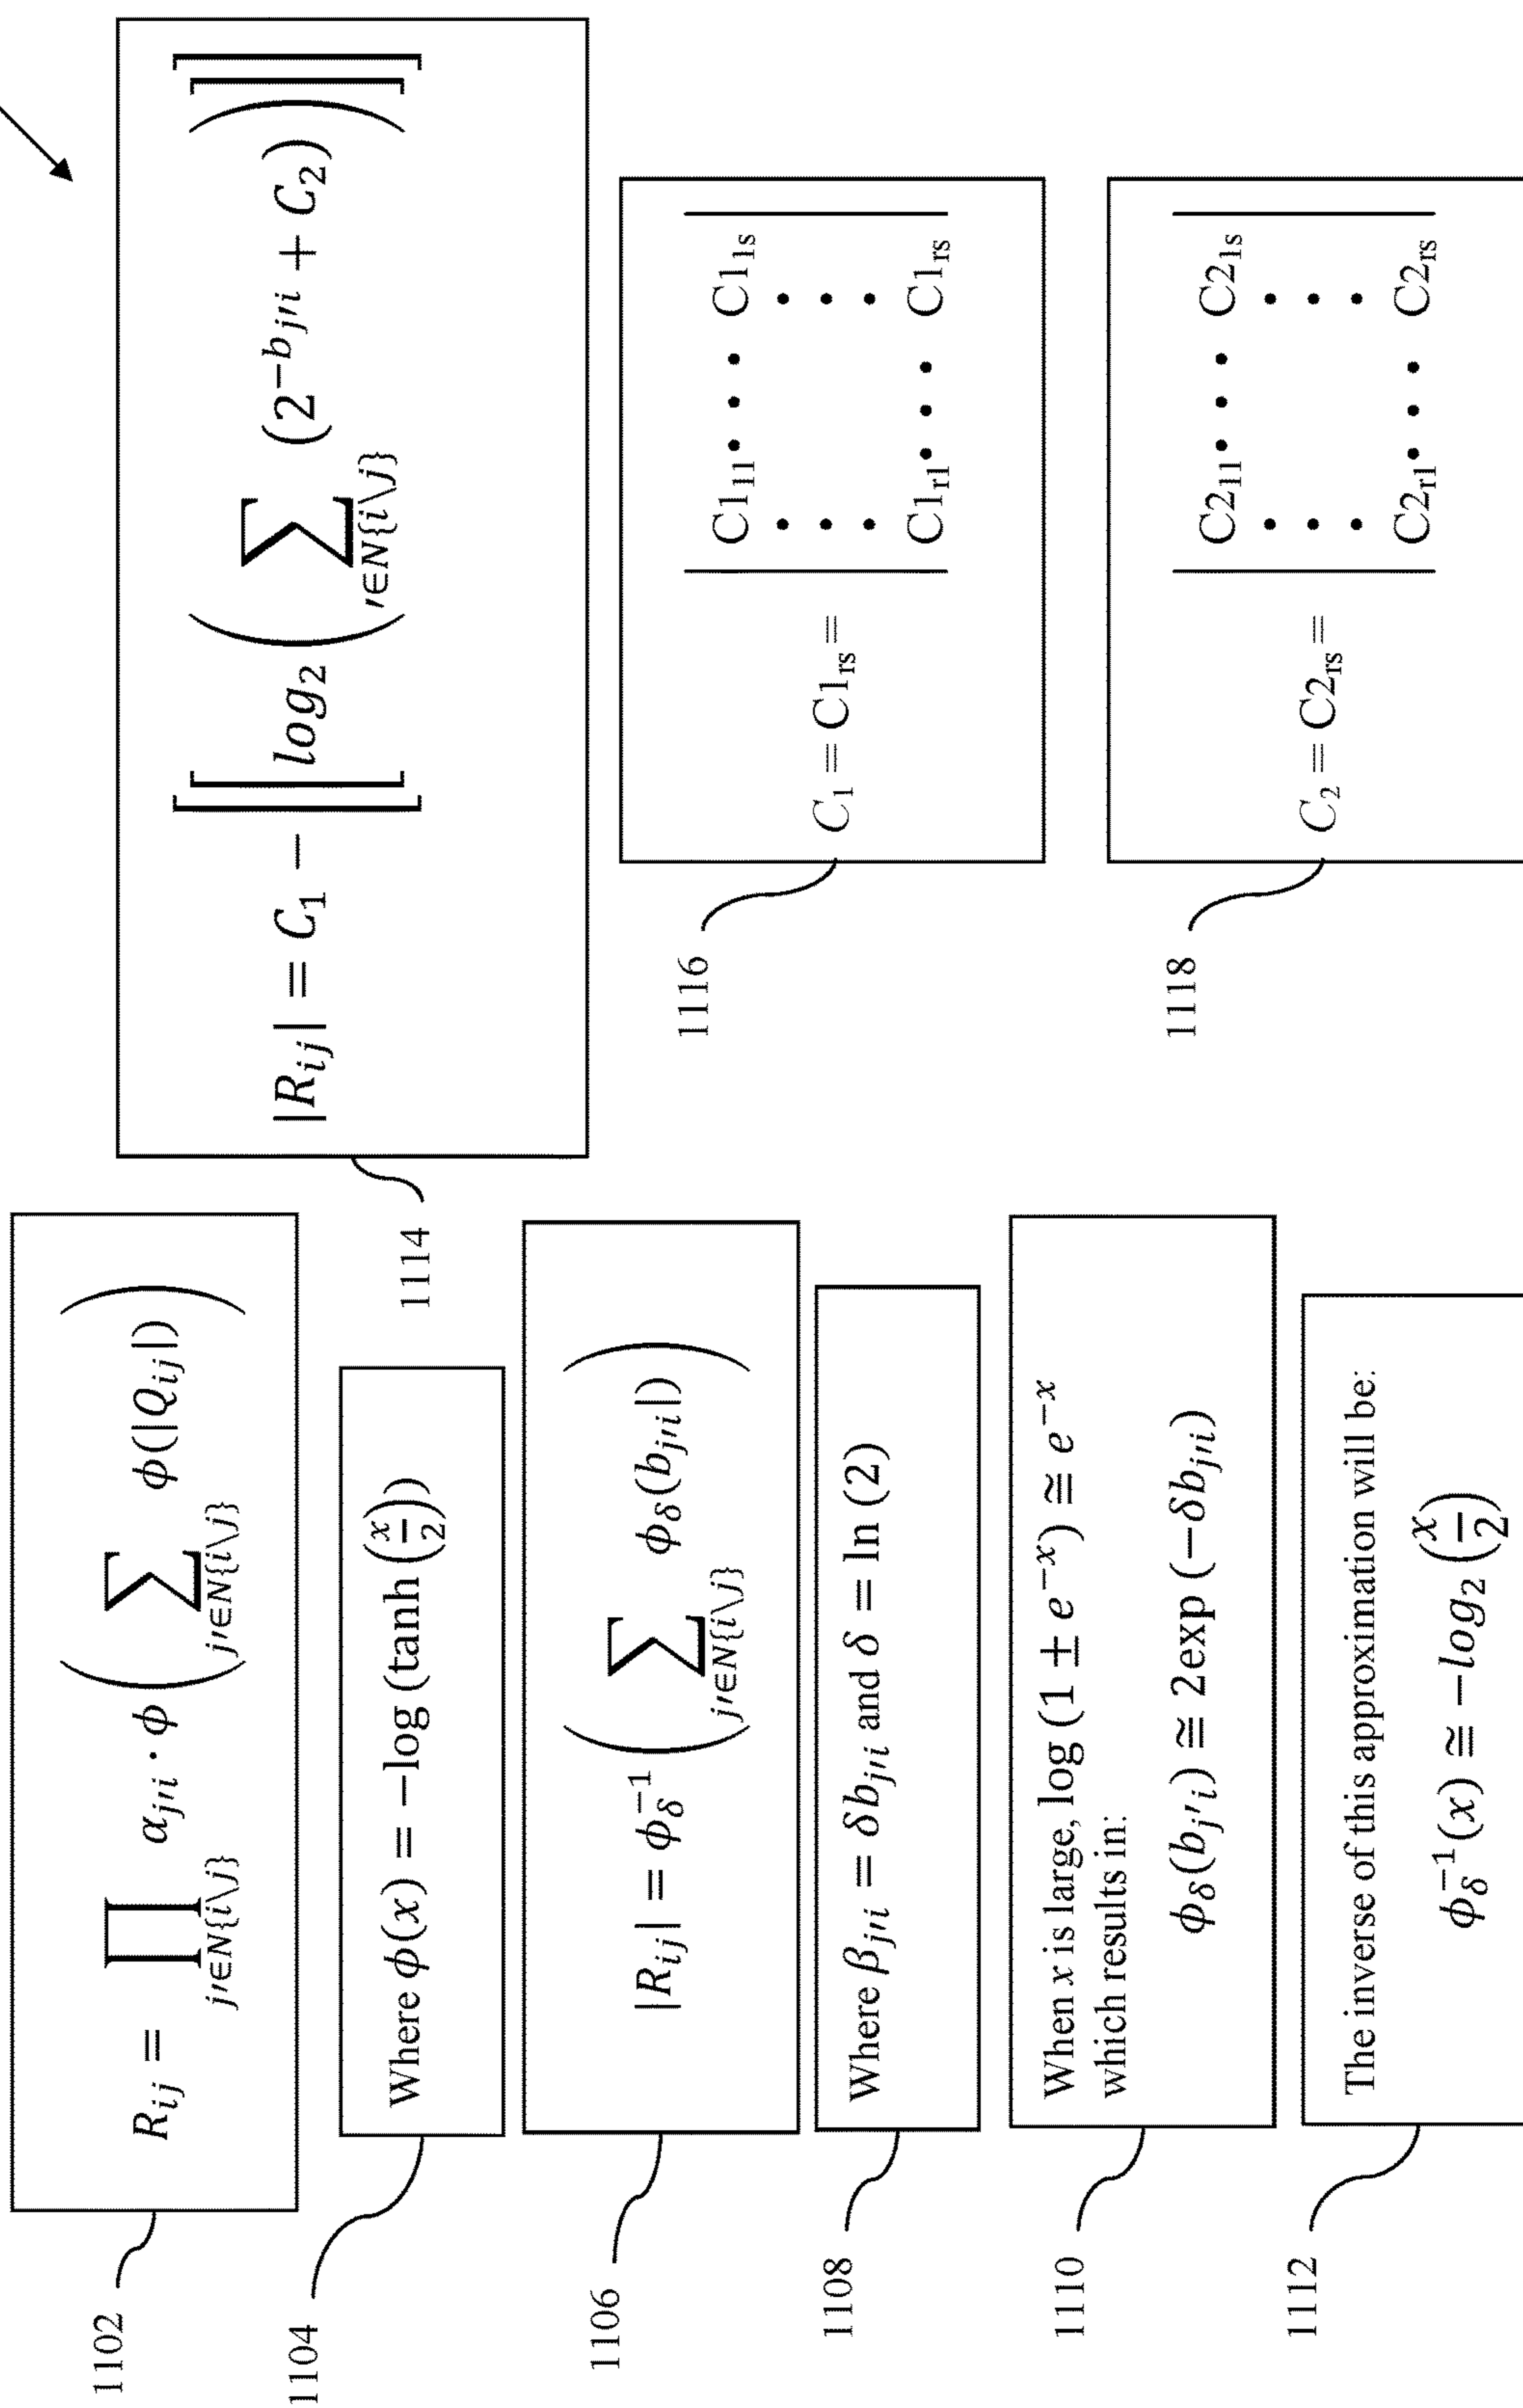 1102
R_{ij} = ∏_{j′∈N{i\j}} α_{j′i} · ϕ ( ∑_{j′∈N{i\j}} ϕ(|Q_{ij}|) )
1104
Where ϕ(x) = −log (tanh (x/2))
1106
|R_{ij}| = ϕ_δ^{−1} ( ∑_{j′∈N{i\j}} ϕ_δ(b_{j′i}|) )
1108
Where β_{j′i} = δb_{j′i} and δ = ln (2)
1110
When x is large, log (1 ± e^{−x}) ≅ e^{−x}
which results in:
ϕ_δ(b_{j′i}) ≅ 2exp (−δb_{j′i})
1112
The inverse of this approximation will be:
ϕ_δ^{−1}(x) ≅ −log_2 (x/2)
1114
|R_{ij}| = C_1 − [[ log_2 ( ∑_{′∈N{i\j}} (2^{−b_{j′i}} + C_2) ) ]]
1116
C_1 = C1_{rs} =
C1_{11} • • • C1_{1s}
• •
• •
• •
C1_{r1} • • • C1_{rs}
1118
C_2 = C2_{rs} =
C2_{11} • • • C2_{1s}
• •
• •
• •
C2_{r1} • • • C2_{rs}